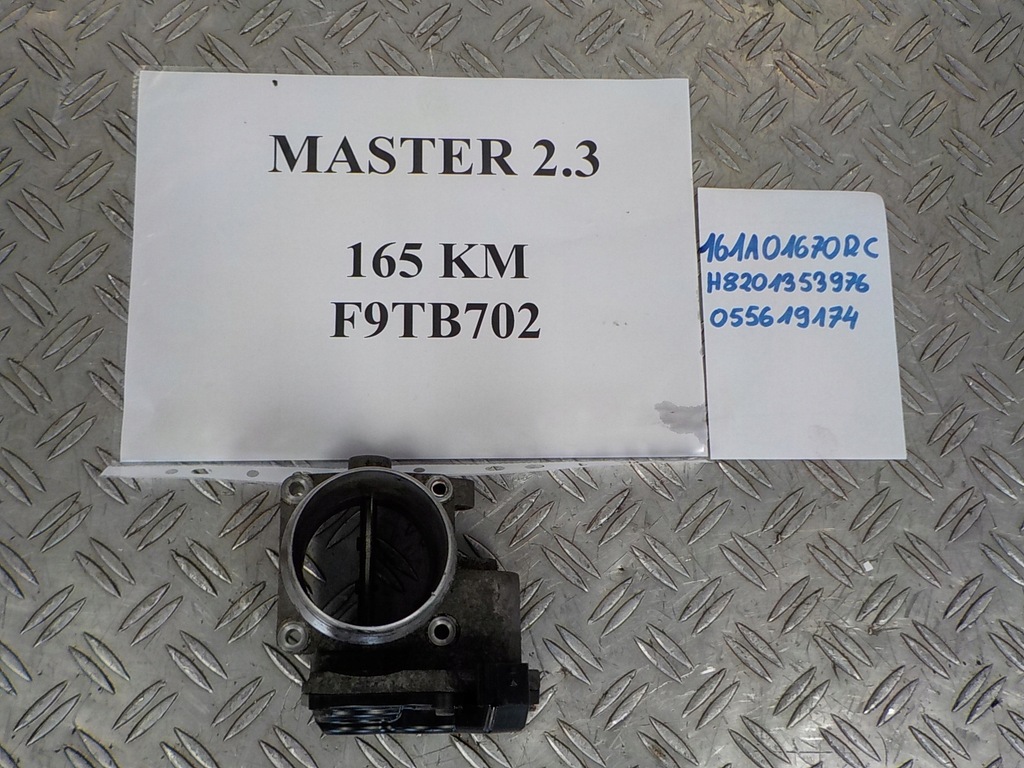 MASTER 2.3
165 KM
F9TB702
161A01670RC
H8201353976
055619174